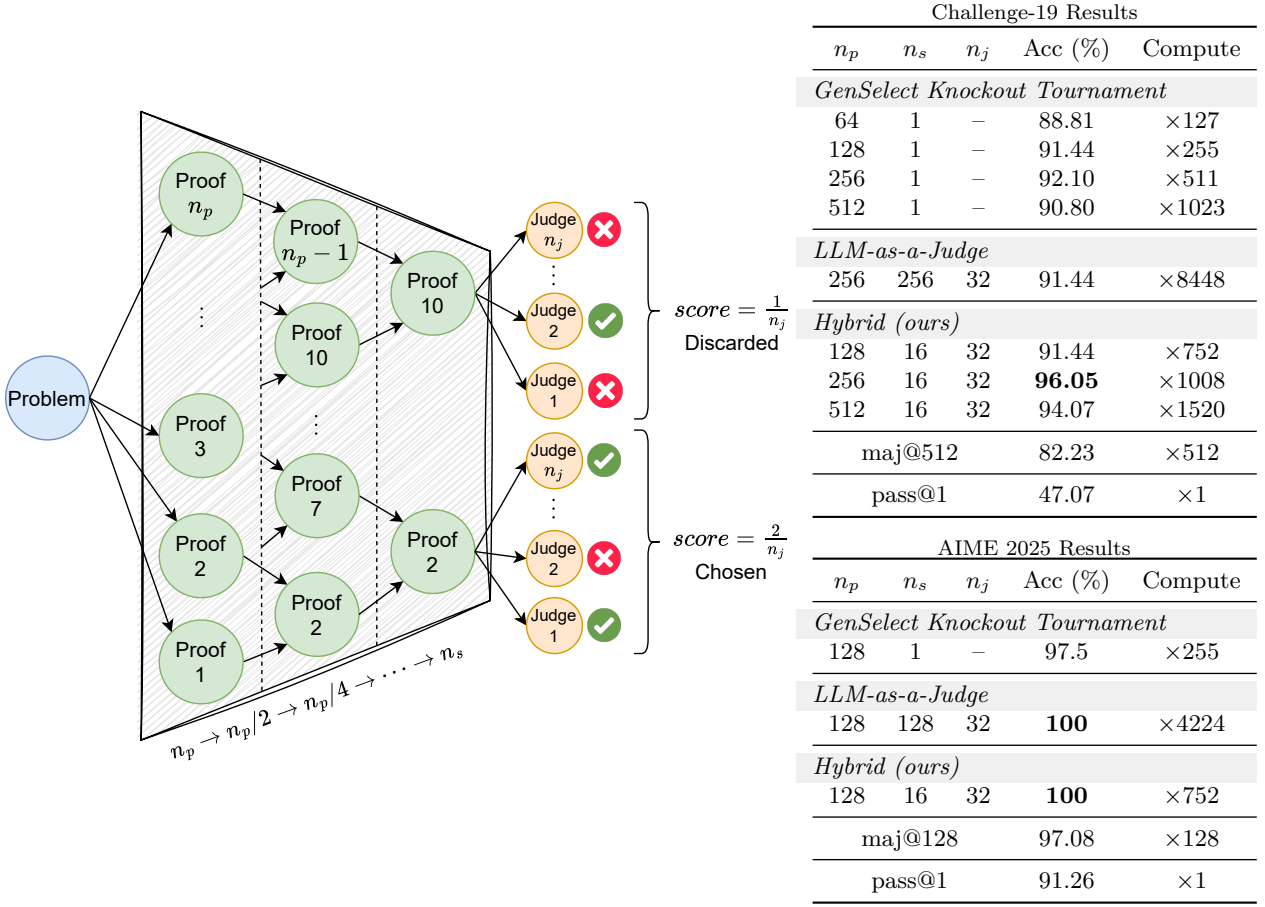 Problem
Proof
n_p
⋮
Proof
3
Proof
2
Proof
1
Proof
n_p − 1
Proof
10
⋮
Proof
7
Proof
2
Proof
10
Proof
2
n_p → n_p/2 → n_p/4 → ⋯ → n_s
Judge
n_j
⋮
Judge
2
Judge
1
Judge
n_j
⋮
Judge
2
Judge
1
score = 1/n_j
Discarded
score = 2/n_j
Chosen
Challenge-19 Results
n_p n_s n_j Acc (%) Compute
GenSelect Knockout Tournament
64 1 – 88.81 ×127
128 1 – 91.44 ×255
256 1 – 92.10 ×511
512 1 – 90.80 ×1023
LLM-as-a-Judge
256 256 32 91.44 ×8448
Hybrid (ours)
128 16 32 91.44 ×752
256 16 32 96.05 ×1008
512 16 32 94.07 ×1520
maj@512 82.23 ×512
pass@1 47.07 ×1
AIME 2025 Results
n_p n_s n_j Acc (%) Compute
GenSelect Knockout Tournament
128 1 – 97.5 ×255
LLM-as-a-Judge
128 128 32 100 ×4224
Hybrid (ours)
128 16 32 100 ×752
maj@128 97.08 ×128
pass@1 91.26 ×1